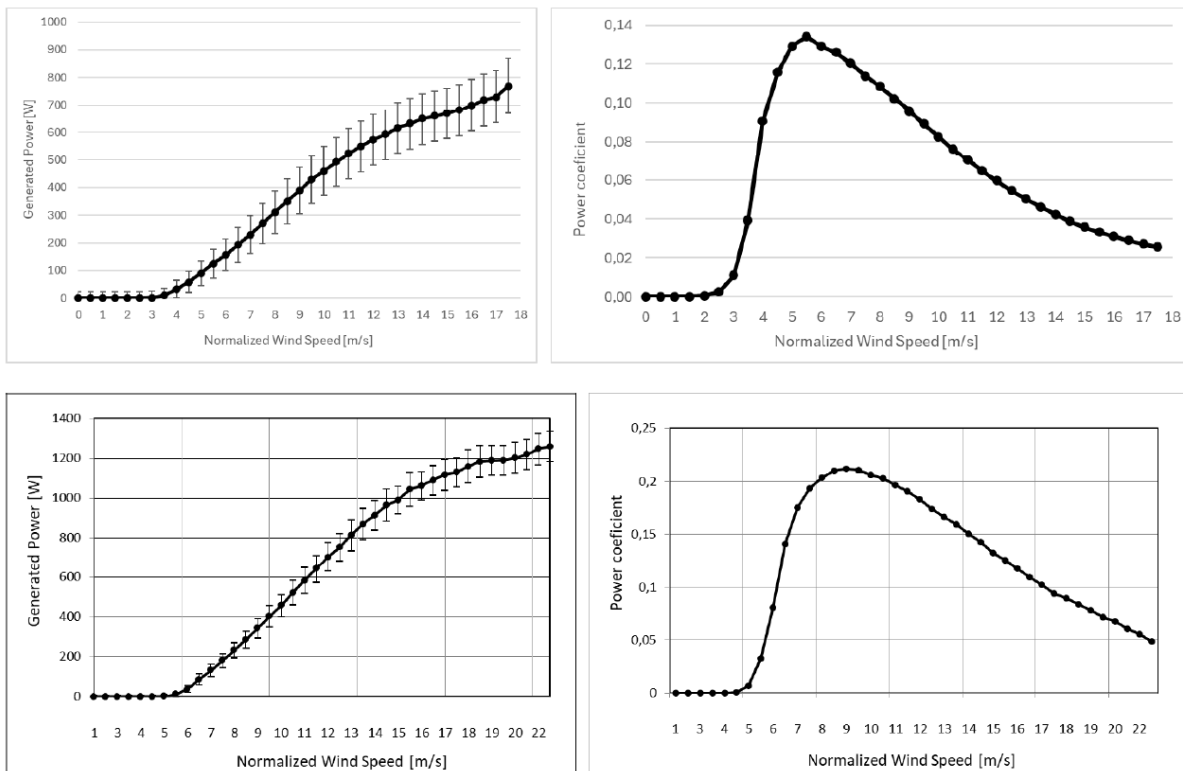 1000
900
800
700
600
500
400
300
200
100
0
Generated Power [W]
0 1 2 3 4 5 6 7 8 9 10 11 12 13 14 15 16 17 18
Normalized Wind Speed [m/s]
0,14
0,12
0,10
0,08
0,06
0,04
0,02
0,00
Power coeficient
0 1 2 3 4 5 6 7 8 9 10 11 12 13 14 15 16 17 18
Normalized Wind Speed [m/s]
1400
1200
1000
800
600
400
200
0
Generated Power [W]
1 3 3 5 6 7 8 9 10 11 12 13 14 15 16 17 18 19 20 22
Normalized Wind Speed [m/s]
0,25
0,2
0,15
0,1
0,05
0
Power coefficient
1 3 3 5 6 7 8 9 10 11 12 13 14 15 16 17 18 19 20 22
Normalized Wind Speed [m/s]